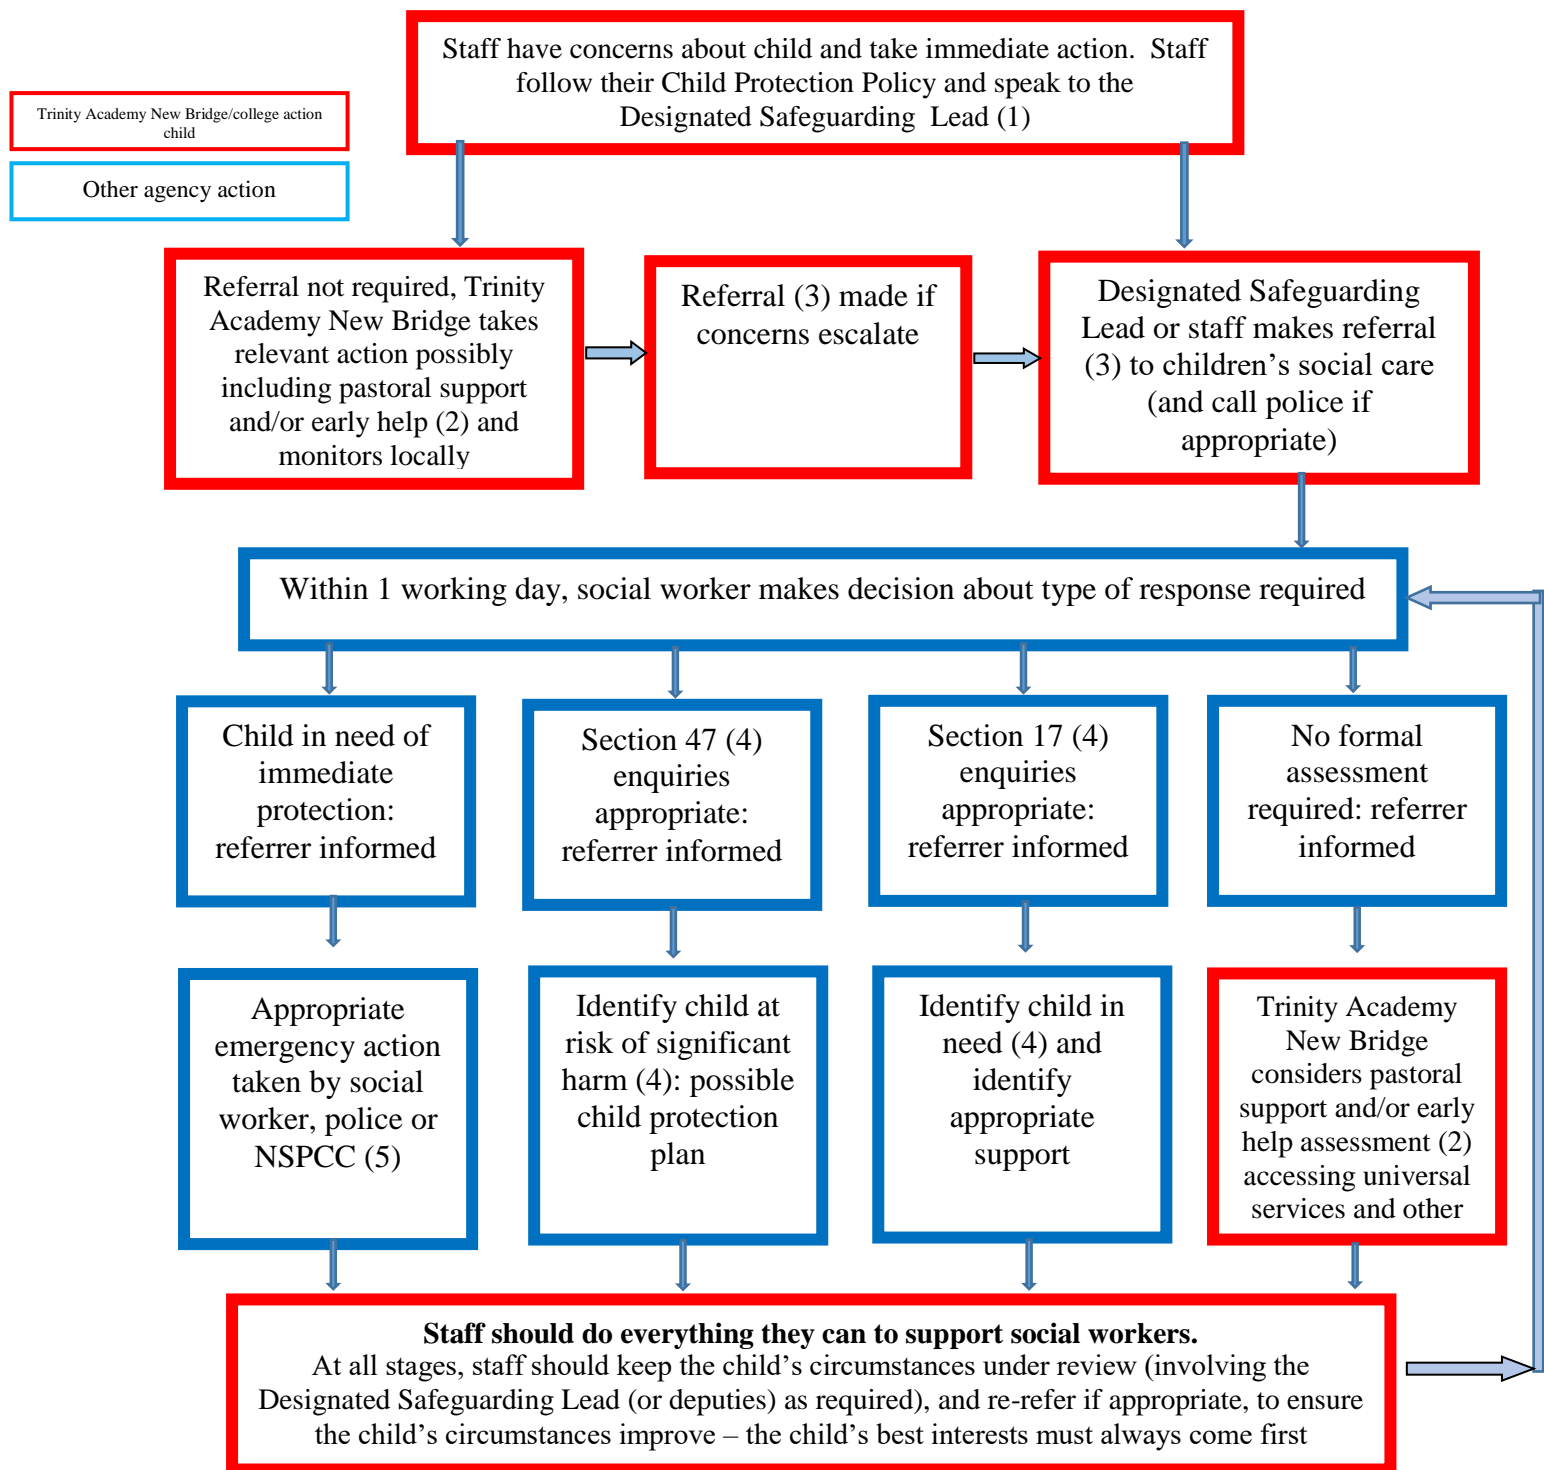 Staff have concerns about child and take immediate action.  Staff
follow their Child Protection Policy and speak to the
Designated Safeguarding  Lead (1)
Trinity Academy New Bridge/college action
child
Other agency action
Referral not required, Trinity
Academy New Bridge takes
relevant action possibly
including pastoral support
and/or early help (2) and
monitors locally
Referral (3) made if
concerns escalate
Designated Safeguarding
Lead or staff makes referral
(3) to children’s social care
(and call police if
appropriate)
Within 1 working day, social worker makes decision about type of response required
Child in need of
immediate
protection:
referrer informed
Section 47 (4)
enquiries
appropriate:
referrer informed
Section 17 (4)
enquiries
appropriate:
referrer informed
No formal
assessment
required: referrer
informed
Appropriate
emergency action
taken by social
worker, police or
NSPCC (5)
Identify child at
risk of significant
harm (4): possible
child protection
plan
Identify child in
need (4) and
identify
appropriate
support
Trinity Academy
New Bridge
considers pastoral
support and/or early
help assessment (2)
accessing universal
services and other
Staff should do everything they can to support social workers.
At all stages, staff should keep the child’s circumstances under review (involving the
Designated Safeguarding Lead (or deputies) as required), and re-refer if appropriate, to ensure
the child’s circumstances improve – the child’s best interests must always come first